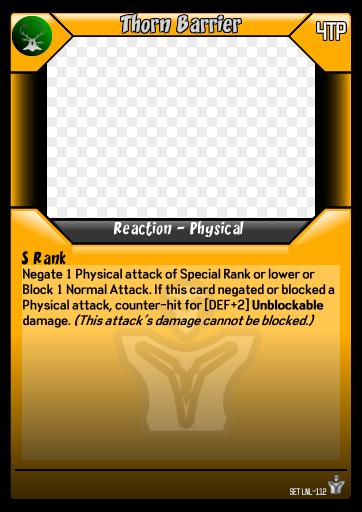 Thorn Barrier
4TP
Reaction - Physical
S Rank
Negate 1 Physical attack of Special Rank or lower or
Block 1 Normal Attack. If this card negated or blocked a
Physical attack, counter-hit for [DEF+2] Unblockable
damage. (This attack's damage cannot be blocked.)
SET LNL-112